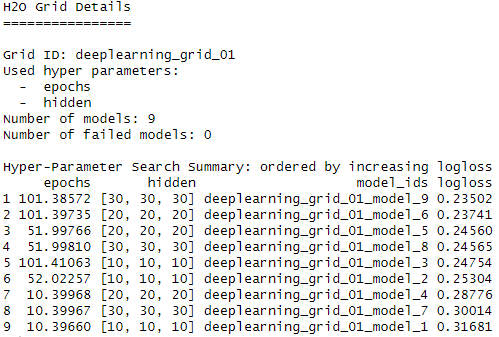 H2O Grid Details
================
Grid ID: deeplearning_grid_01
Used hyper parameters:
  -  epochs
  -  hidden
Number of models: 9
Number of failed models: 0
Hyper-Parameter Search Summary: ordered by increasing logloss
     epochs       hidden                    model_ids logloss
1 101.38572 [30, 30, 30] deeplearning_grid_01_model_9 0.23502
2 101.39735 [20, 20, 20] deeplearning_grid_01_model_6 0.23741
3  51.99766 [20, 20, 20] deeplearning_grid_01_model_5 0.24560
4  51.99810 [30, 30, 30] deeplearning_grid_01_model_8 0.24565
5 101.41063 [10, 10, 10] deeplearning_grid_01_model_3 0.24754
6  52.02257 [10, 10, 10] deeplearning_grid_01_model_2 0.25304
7  10.39968 [20, 20, 20] deeplearning_grid_01_model_4 0.28776
8  10.39967 [30, 30, 30] deeplearning_grid_01_model_7 0.30014
9  10.39660 [10, 10, 10] deeplearning_grid_01_model_1 0.31681